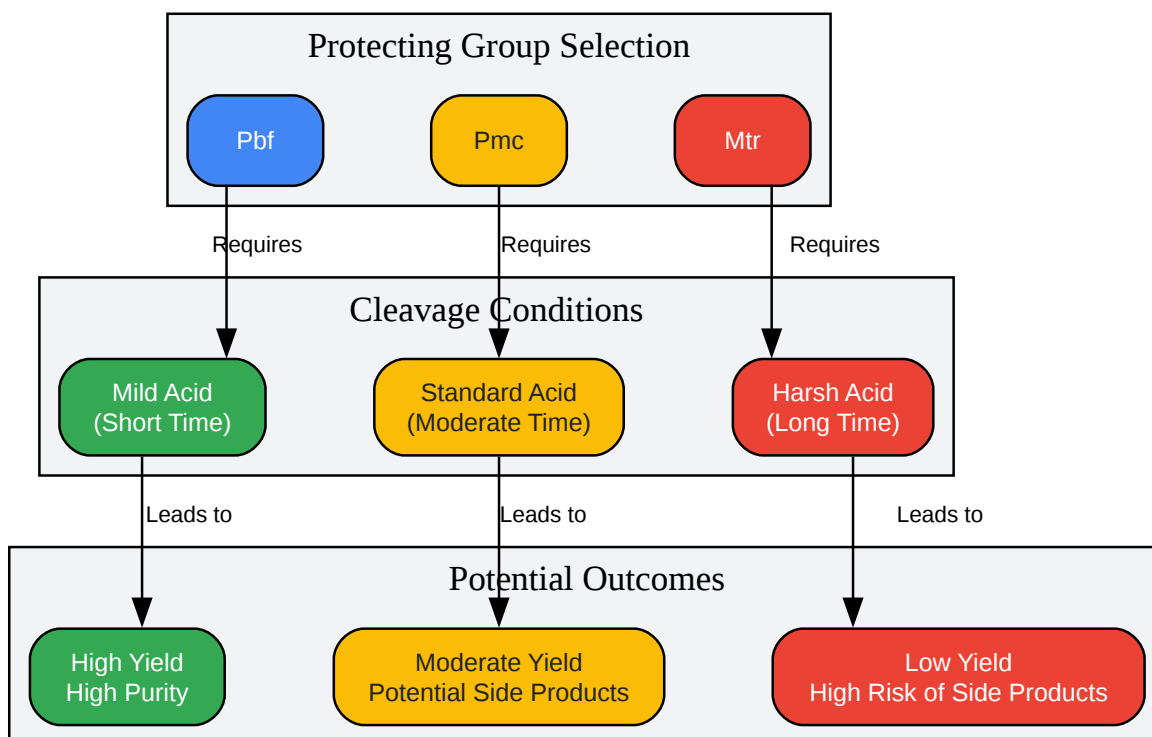 Protecting Group Selection
Pbf
Pmc
Mtr
Requires
Requires
Requires
Cleavage Conditions
Mild Acid
(Short Time)
Standard Acid
(Moderate Time)
Harsh Acid
(Long Time)
Leads to
Leads to
Leads to
Potential Outcomes
High Yield
High Purity
Moderate Yield
Potential Side Products
Low Yield
High Risk of Side Products